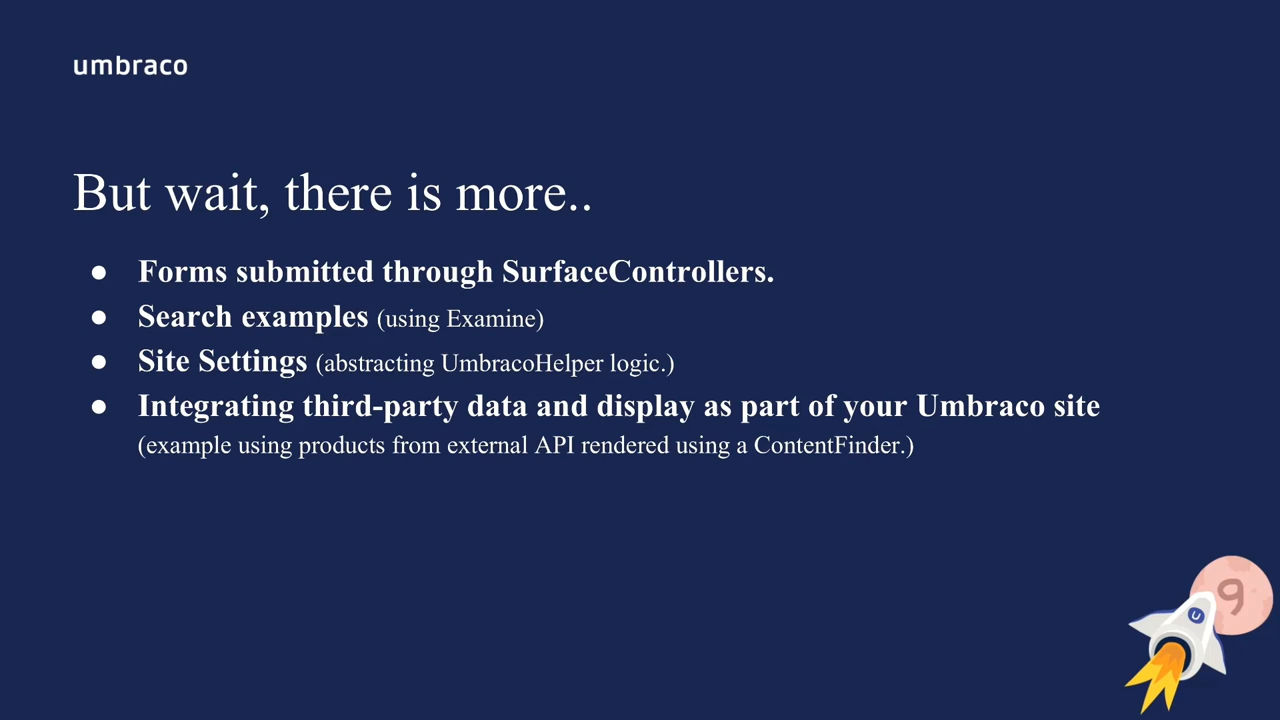 umbraco
But wait, there is more..
● Forms submitted through SurfaceControllers.
● Search examples (using Examine)
● Site Settings (abstracting UmbracoHelper logic.)
● Integrating third-party data and display as part of your Umbraco site
(example using products from external API rendered using a ContentFinder.)
9
U